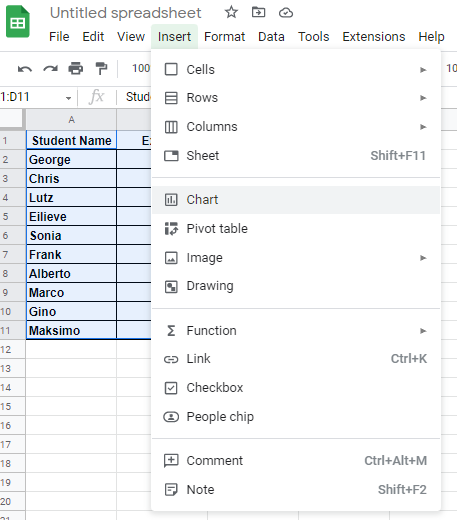 Untitled spreadsheet
File Edit View Insert Format Data Tools Extensions Help
100 10
1:D11 fx Stud
A
1 Student Name E
2 George
3 Chris
4 Lutz
5 Eilieve
6 Sonia
7 Frank
8 Alberto
9 Marco
10 Gino
11 Maksimo
12
13
14
15
16
17
18
19
20
21
Cells
Rows
Columns
Sheet Shift+F11
Chart
Pivot table
Image
Drawing
Σ Function
Link Ctrl+K
Checkbox
People chip
Comment Ctrl+Alt+M
Note Shift+F2